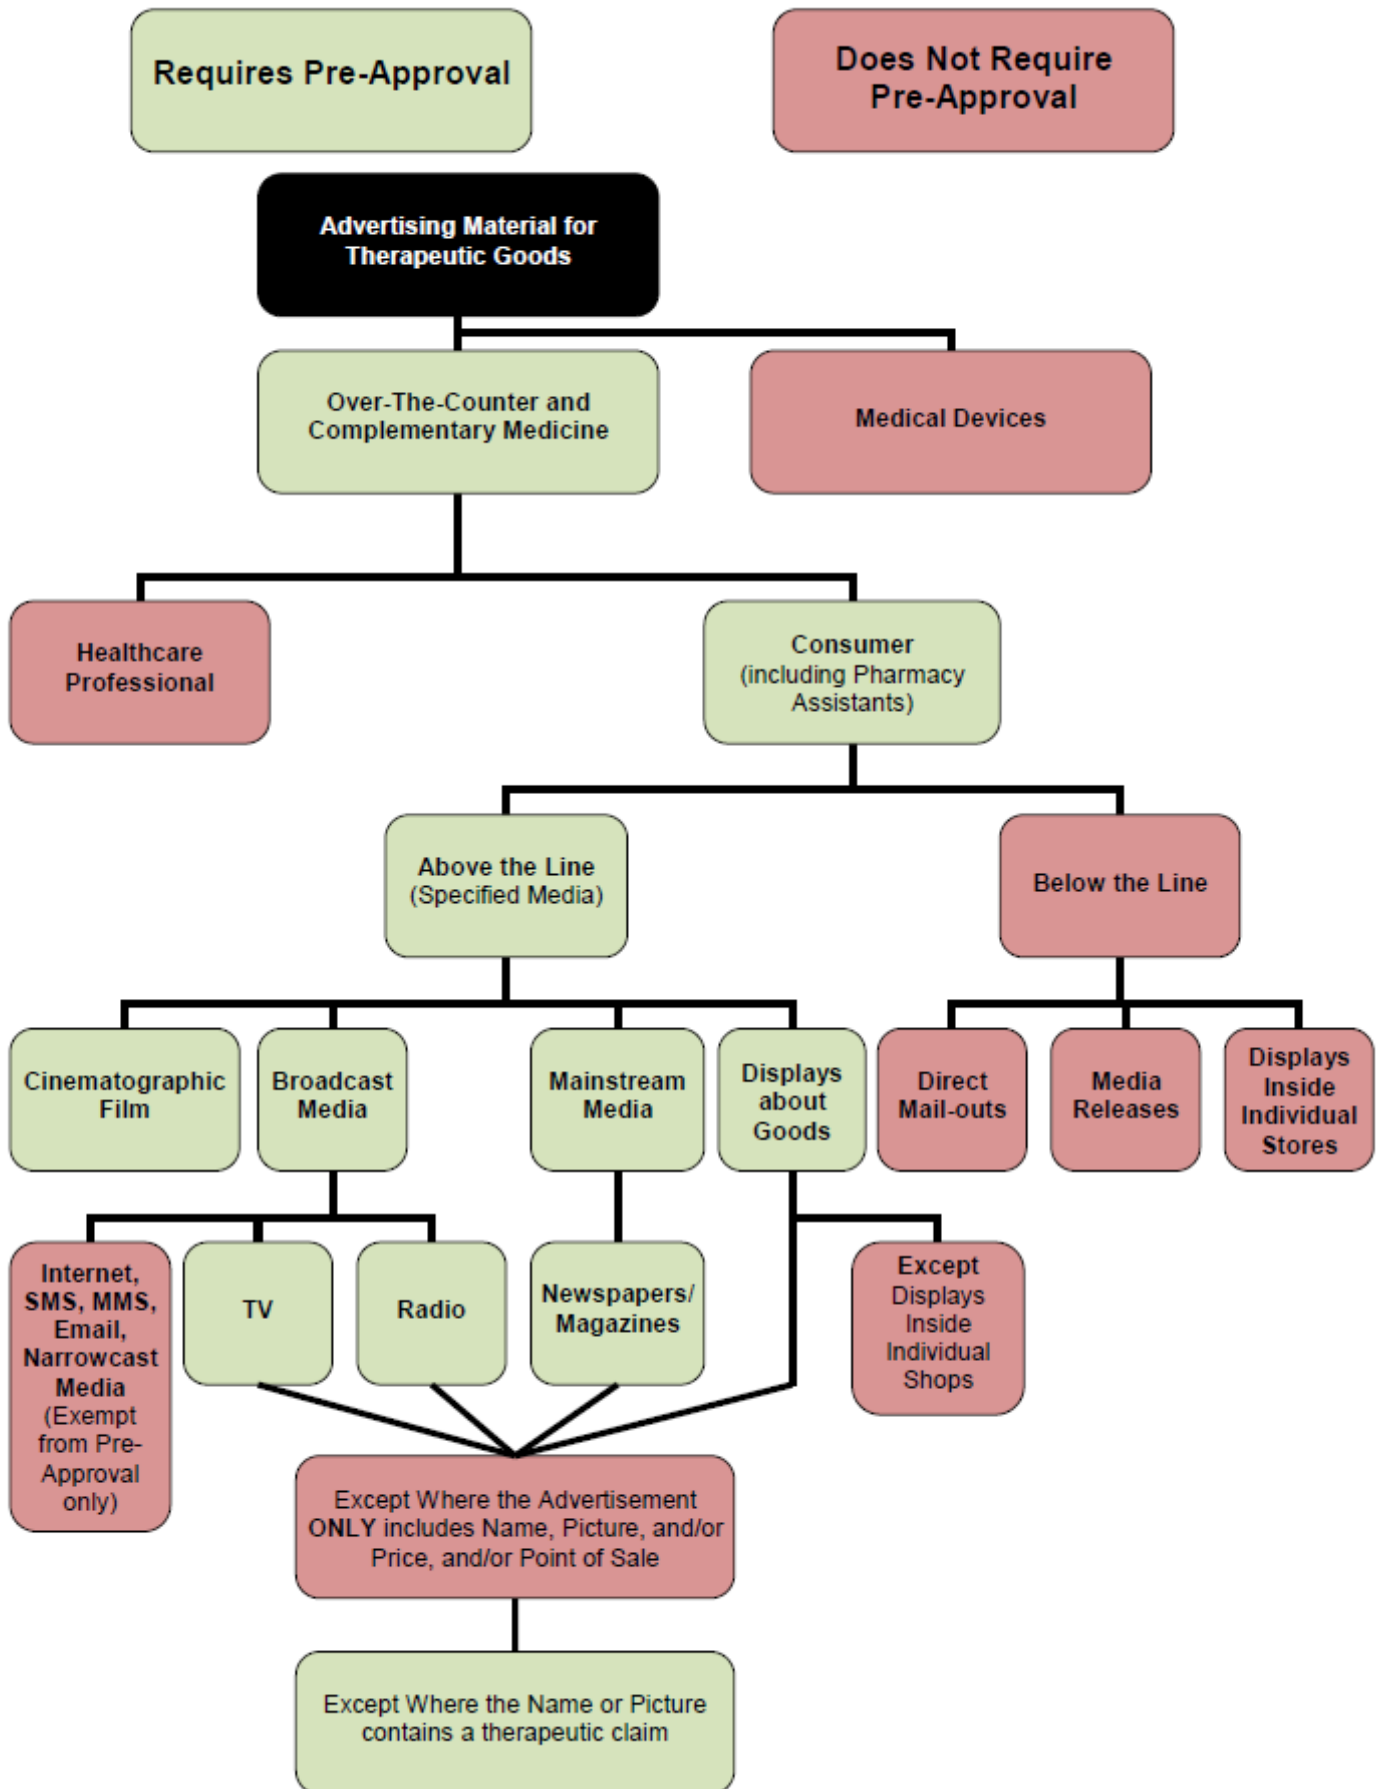 Requires Pre-Approval
Does Not Require
Pre-Approval
Advertising Material for
Therapeutic Goods
Over-The-Counter and
Complementary Medicine
Medical Devices
Healthcare
Professional
Consumer
(including Pharmacy
Assistants)
Above the Line
(Specified Media)
Below the Line
Cinematographic
Film
Broadcast
Media
Mainstream
Media
Displays
about
Goods
Direct
Mail-outs
Media
Releases
Displays
Inside
Individual
Stores
Internet,
SMS, MMS,
Email,
Narrowcast
Media
(Exempt
from Pre-
Approval
only)
TV
Radio
Newspapers/
Magazines
Except
Displays
Inside
Individual
Shops
Except Where the Advertisement
ONLY includes Name, Picture, and/or
Price, and/or Point of Sale
Except Where the Name or Picture
contains a therapeutic claim